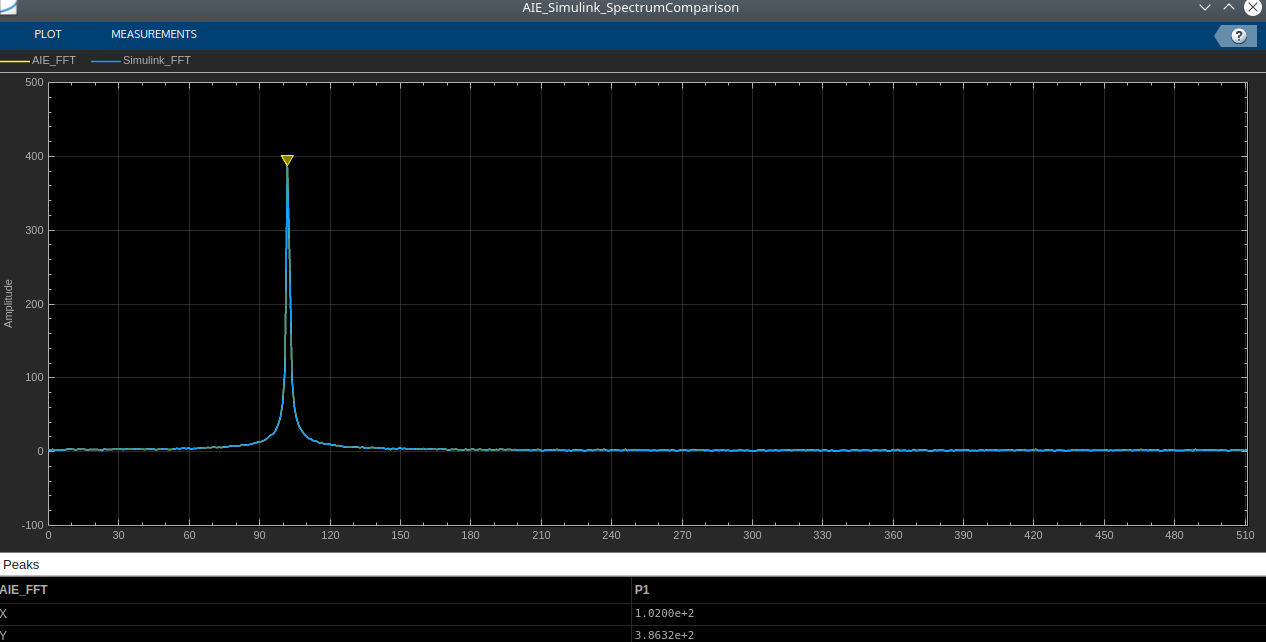 AIE_Simulink_SpectrumComparison
PLOT MEASUREMENTS ?
AIE_FFT Simulink_FFT
500
400
300
200
100
0
-100
Amplitude
0 30 60 90 120 150 180 210 240 270 300 330 360 390 420 450 480 510
Peaks
AIE_FFT P1
X 1.0200e+2
Y 3.8632e+2